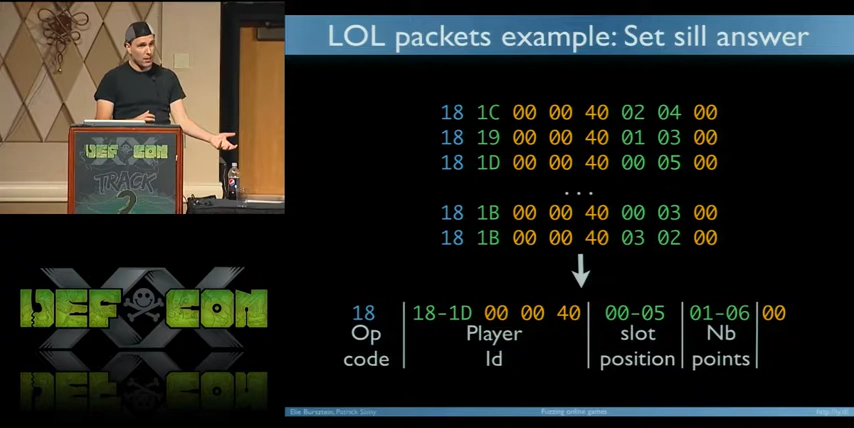 LOL packets example: Set sill answer
DEF CON
TRACK
2
18 1C 00 00 40 02 04 00
18 19 00 00 40 01 03 00
18 1D 00 00 40 00 05 00
...
18 1B 00 00 40 00 03 00
18 1B 00 00 40 03 02 00
DEF CON
18 18-1D 00 00 40 00-05 01-06 00
Op Player slot Nb
code Id position points
Elie Bursztein, Patrick Samy
Fuzzing online games